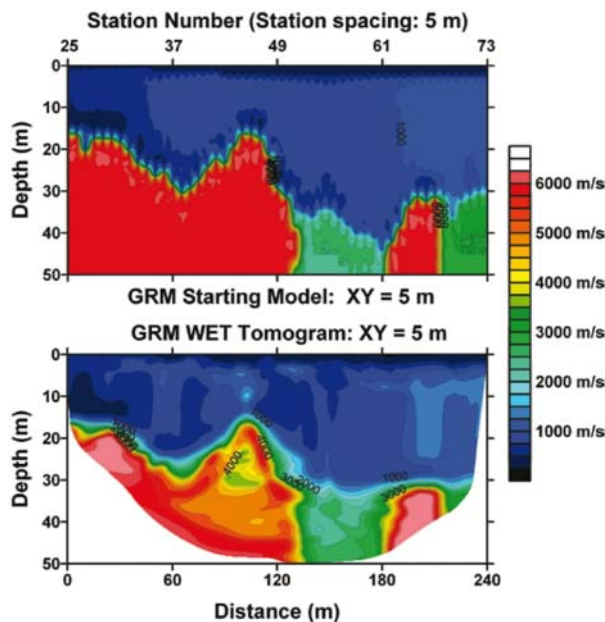 Station Number (Station spacing: 5 m)
25 37 49 61 73
Depth (m)
0
10
20
30
40
50
1000
GRM Starting Model: XY = 5 m
GRM WET Tomogram: XY = 5 m
Depth (m)
0
10
20
30
40
50
1000
4000
4000
3000
2000
1000
3000
0 60 120 180 240
Distance (m)
6000 m/s
5000 m/s
4000 m/s
3000 m/s
2000 m/s
1000 m/s